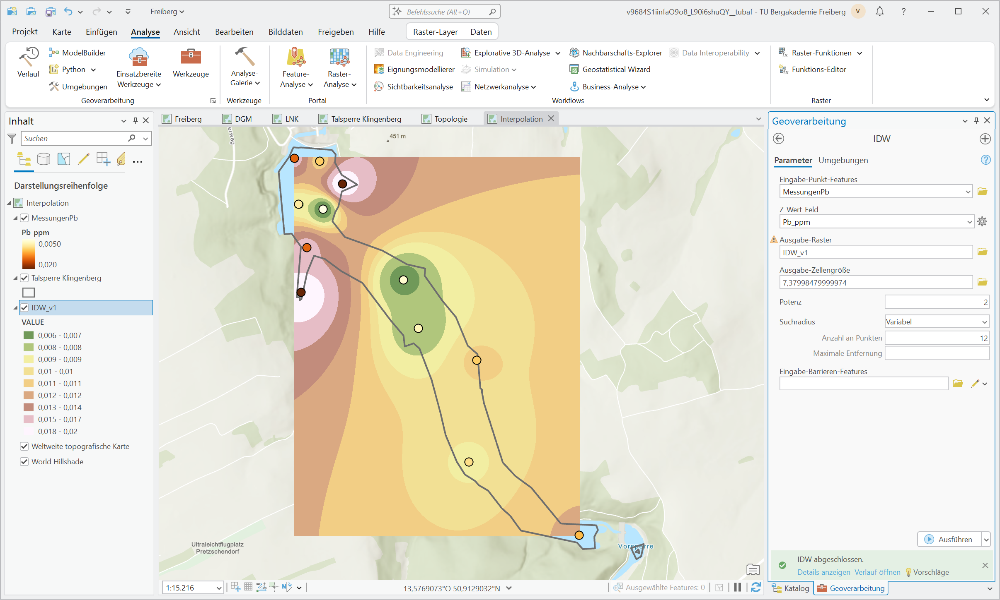 Freiberg
Befehlssuche (Alt+Q)
v9684S1iinfaO9o8_L90i6shuQY__tubaf - TU Bergakademie Freiberg
V
Projekt
Karte
Einfügen
Analyse
Ansicht
Bearbeiten
Bilddaten
Freigeben
Hilfe
Raster-Layer
Daten
Verlauf
ModelBuilder
Python
Umgebungen
Einsatzbereite
Werkzeuge
Werkzeuge
Geoverarbeitung
Analyse-
Galerie
Werkzeuge
Feature-
Analyse
Raster-
Analyse
Portal
Data Engineering
Eignungsmodellierer
Sichtbarkeitsanalyse
Explorative 3D-Analyse
Simulation
Netzwerkanalyse
Nachbarschafts-Explorer
Geostatistical Wizard
Business-Analyse
Data Interoperability
Workflows
Raster-Funktionen
Funktions-Editor
Raster
Inhalt
Suchen
Darstellungsreihenfolge
Interpolation
MessungenPb
Pb_ppm
0,0050
0,020
Talsperre Klingenberg
IDW_v1
VALUE
0,006 - 0,007
0,008 - 0,008
0,009 - 0,009
0,01 - 0,01
0,011 - 0,011
0,012 - 0,012
0,013 - 0,014
0,015 - 0,017
0,018 - 0,02
Weltweite topografische Karte
World Hillshade
Freiberg
DGM
LNK
Talsperre Klingenberg
Topologie
Interpolation
erweg
451 m
Ultraleichtflugplatz
Pretzschendorf
Vorsperre
1:15.216
13,5769073°O 50,9129032°N
Ausgewählte Features: 0
Geoverarbeitung
IDW
Parameter
Umgebungen
Eingabe-Punkt-Features
MessungenPb
Z-Wert-Feld
Pb_ppm
Ausgabe-Raster
IDW_v1
Ausgabe-Zellengröße
7,37998479999974
Potenz
2
Suchradius
Variabel
Anzahl an Punkten
12
Maximale Entfernung
Eingabe-Barrieren-Features
Ausführen
IDW abgeschlossen.
Details anzeigen
Verlauf öffnen
Vorschläge
Katalog
Geoverarbeitung